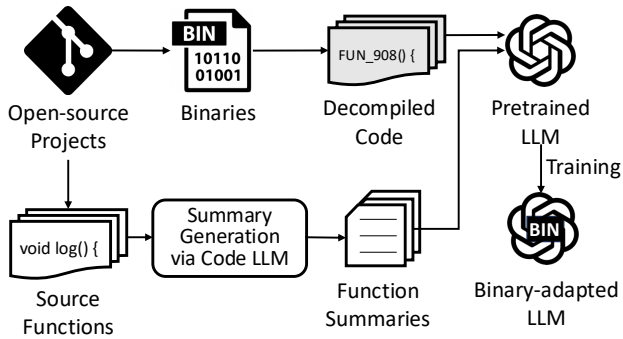 BIN
10110
01001
FUN_908() {
Open-source
Projects
Binaries
Decompiled
Code
Pretrained
LLM
Training
void log() {
Summary
Generation
via Code LLM
BIN
Source
Functions
Function
Summaries
Binary-adapted
LLM